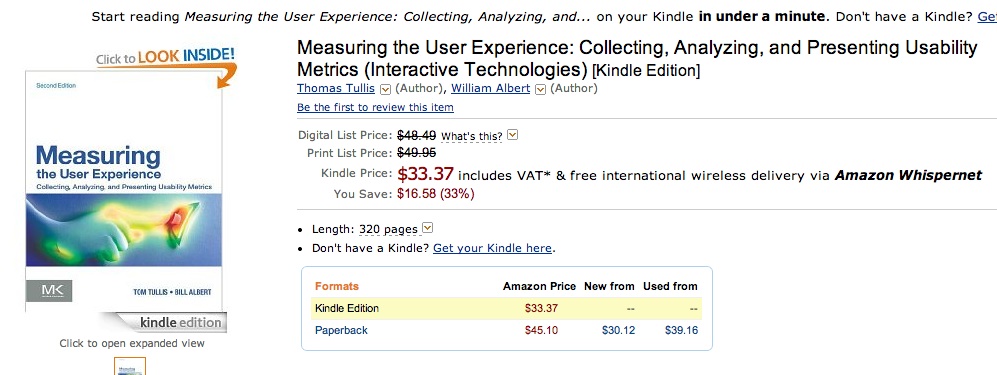 Start reading Measuring the User Experience: Collecting, Analyzing, and... on your Kindle in under a minute. Don't have a Kindle? Ge
Click to LOOK INSIDE!
Second Edition
Measuring
the User Experience
Collecting, Analyzing, and Presenting Usability Metrics
MK
TOM TULLIS • BILL ALBERT
kindle edition
Click to open expanded view
Measuring the User Experience: Collecting, Analyzing, and Presenting Usability
Metrics (Interactive Technologies) [Kindle Edition]
Thomas Tullis (Author), William Albert (Author)
Be the first to review this item
Digital List Price: $48.49 What's this?
Print List Price: $49.95
Kindle Price: $33.37 includes VAT* & free international wireless delivery via Amazon Whispernet
You Save: $16.58 (33%)
• Length: 320 pages
• Don't have a Kindle? Get your Kindle here.
Formats Amazon Price New from Used from
Kindle Edition $33.37 -- --
Paperback $45.10 $30.12 $39.16